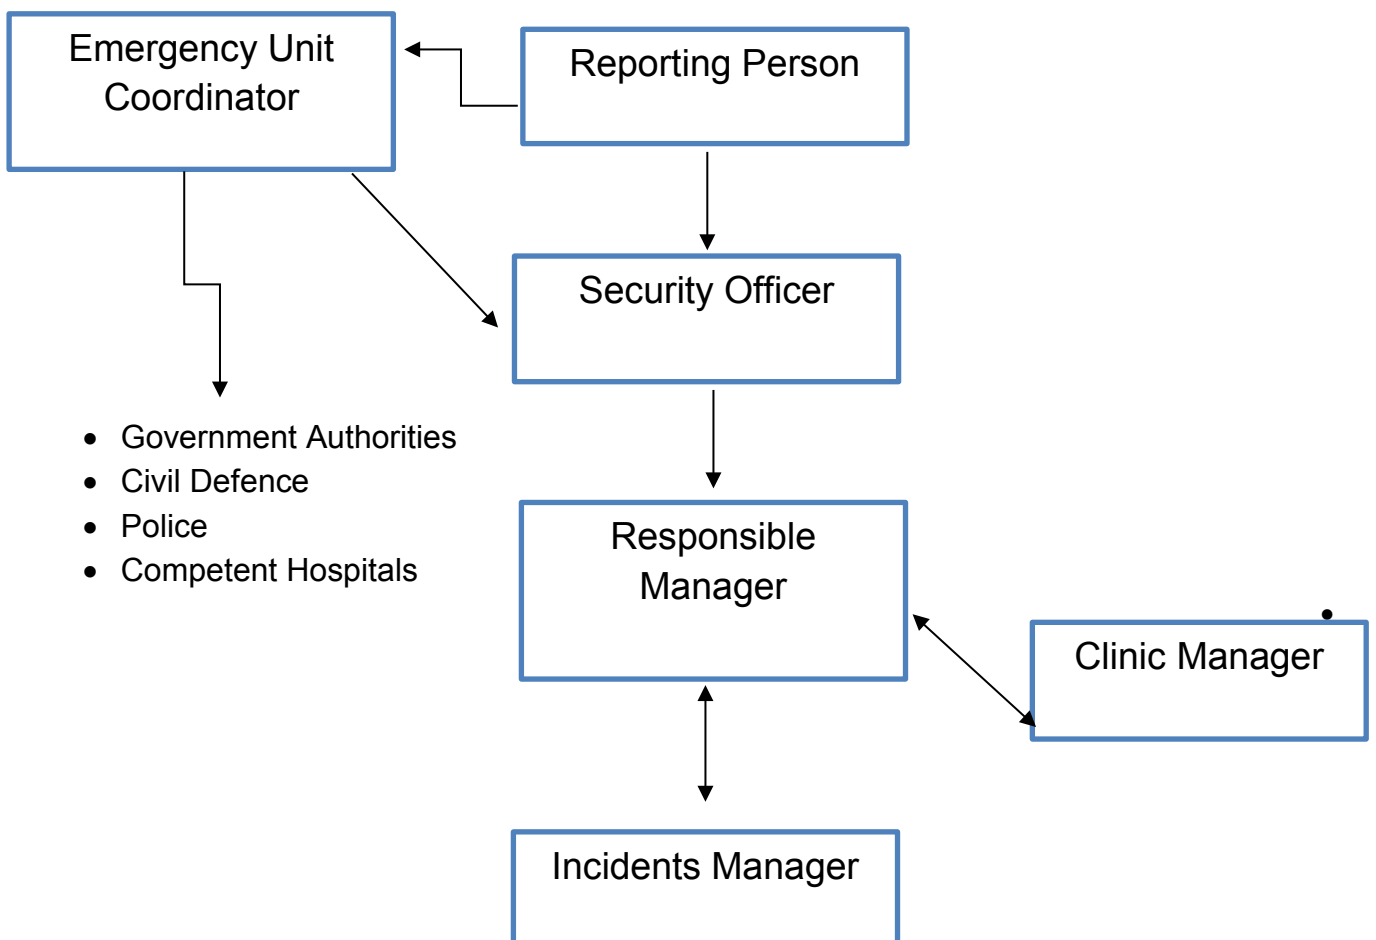 Emergency Unit
Coordinator
Reporting Person
Security Officer
• Government Authorities
• Civil Defence
• Police
• Competent Hospitals
Responsible
Manager
•
Clinic Manager
Incidents Manager